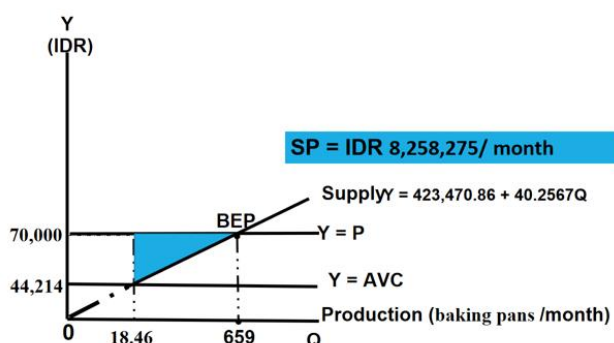 Y
(IDR)
SP = IDR 8,258,275/ month
SupplyY = 423,470.86 + 40.2567Q
BEP
70,000
Y = P
44,214
Y = AVC
Production (baking pans /month)
0
18.46
659
Q